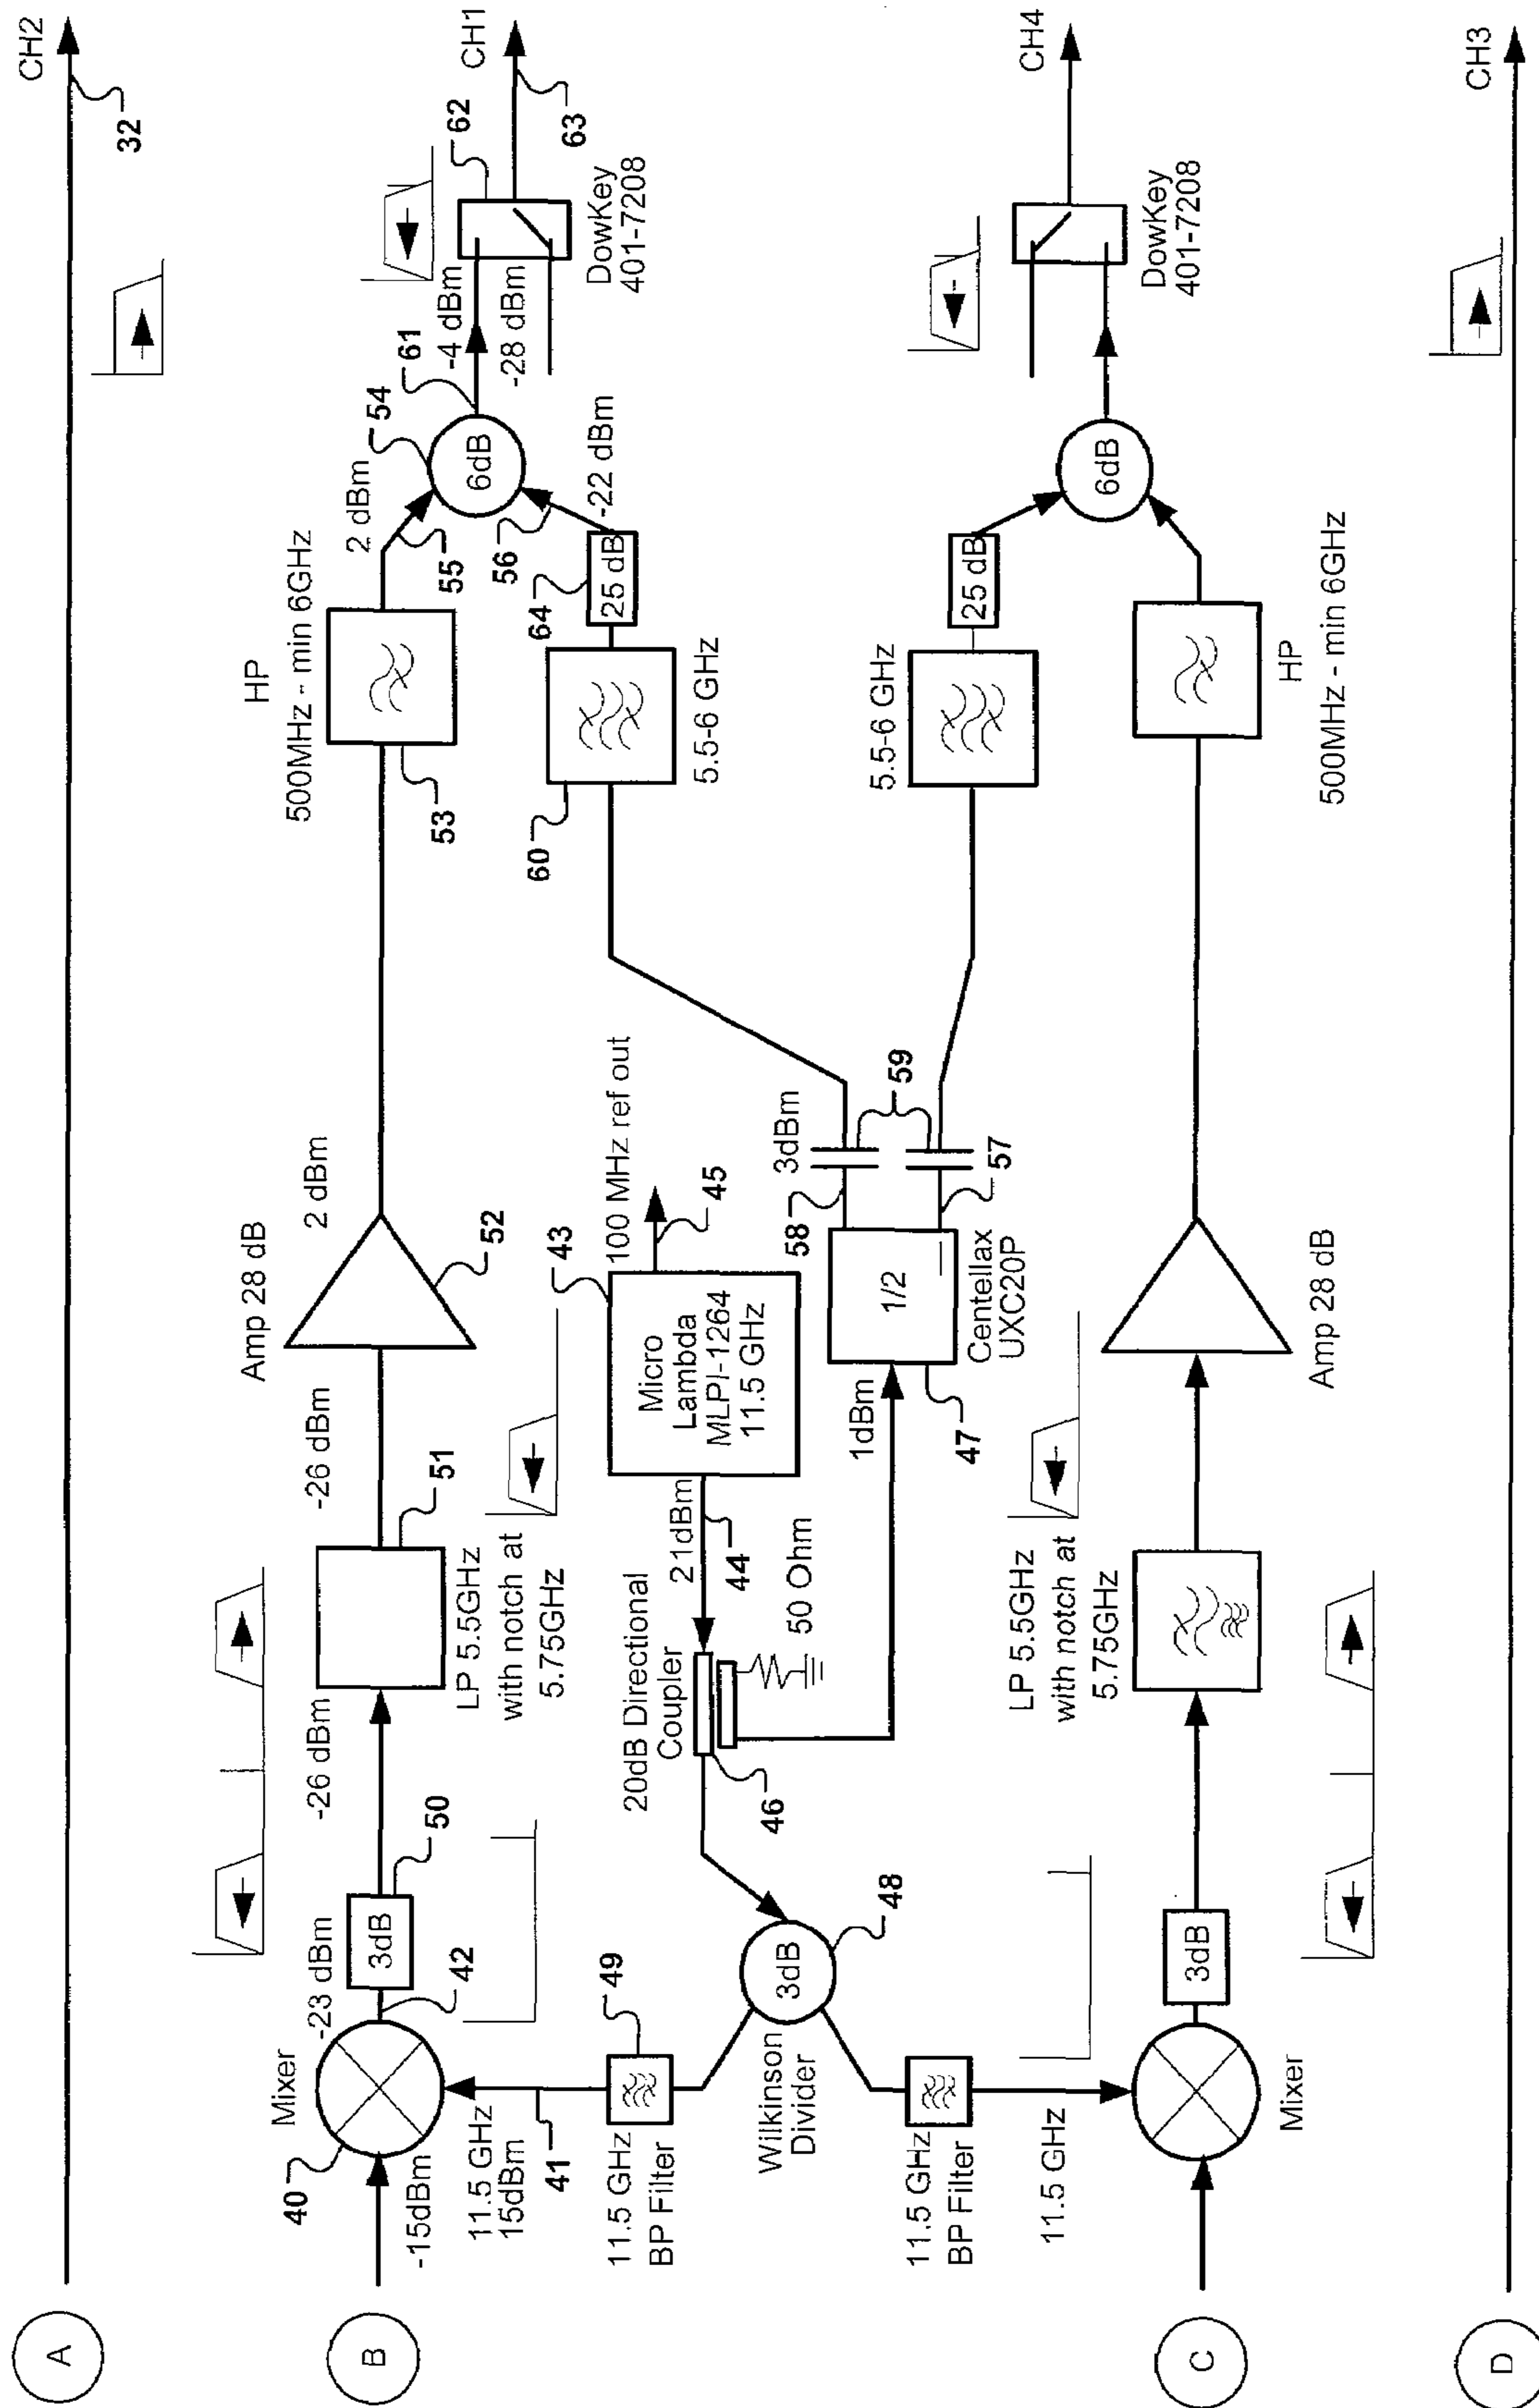 A
CH2
32
B
-15dBm
Mixer
40
-23 dBm
42
3dB
50
-26 dBm
LP 5.5GHz
with notch at
5.75GHz
51
-26 dBm
Amp 28 dB
52
2 dBm
HP
500MHz - min 6GHz
53
2 dBm
55
54
6dB
61
-4 dBm
-28 dBm
62
DowKey
401-7208
CH1
63
11.5 GHz
15dBm
41
11.5 GHz
BP Filter
49
Wilkinson
Divider
3dB
48
20dB Directional
Coupler
46
50 Ohm
21dBm
44
Micro
Lambda
MLPI-1264
11.5 GHz
43
100 MHz ref out
45
1dBm
1/2
47
Centellax
UXC20P
58
3dBm
59
57
60
5.5-6 GHz
64
25 dB
56
-22 dBm
11.5 GHz
BP Filter
11.5 GHz
5.5-6 GHz
25 dB
6dB
DowKey
401-7208
CH4
C
Mixer
3dB
LP 5.5GHz
with notch at
5.75GHz
Amp 28 dB
HP
500MHz - min 6GHz
D
CH3